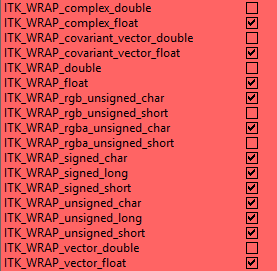 ITK_WRAP_complex_double
ITK_WRAP_complex_float
ITK_WRAP_covariant_vector_double
ITK_WRAP_covariant_vector_float
ITK_WRAP_double
ITK_WRAP_float
ITK_WRAP_rgb_unsigned_char
ITK_WRAP_rgb_unsigned_short
ITK_WRAP_rgba_unsigned_char
ITK_WRAP_rgba_unsigned_short
ITK_WRAP_signed_char
ITK_WRAP_signed_long
ITK_WRAP_signed_short
ITK_WRAP_unsigned_char
ITK_WRAP_unsigned_long
ITK_WRAP_unsigned_short
ITK_WRAP_vector_double
ITK_WRAP_vector_float